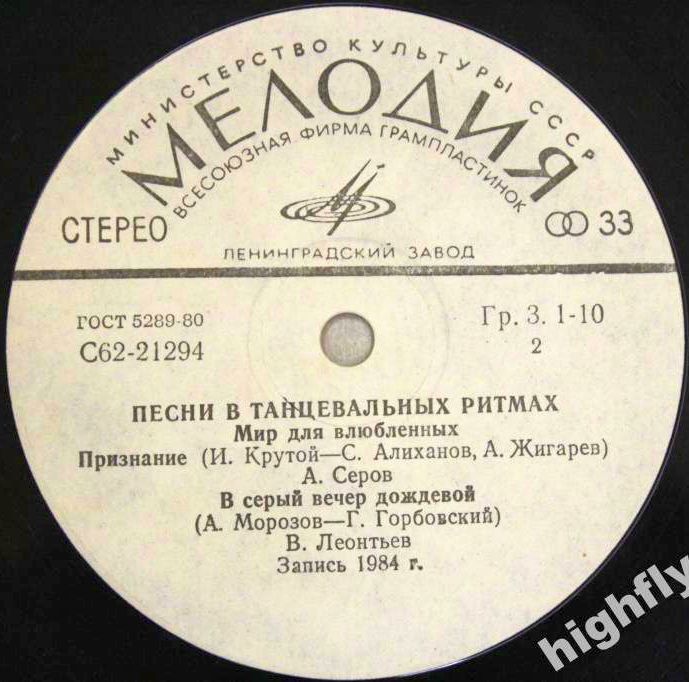 МИНИСТЕРСТВО КУЛЬТУРЫ СССР
МЕЛОДИЯ
ВСЕСОЮЗНАЯ ФИРМА ГРАМПЛАСТИНОК
СТЕРЕО
33
ЛЕНИНГРАДСКИЙ ЗАВОД
ГОСТ 5289-80
Гр. 3. 1-10
С62-21294
2
ПЕСНИ В ТАНЦЕВАЛЬНЫХ РИТМАХ
Мир для влюбленных
Признание (И. Крутой—С. Алиханов, А. Жигарев)
А. Серов
В серый вечер дождевой
(А. Морозов—Г. Горбовский)
В. Леонтьев
Запись 1984 г.
highfly